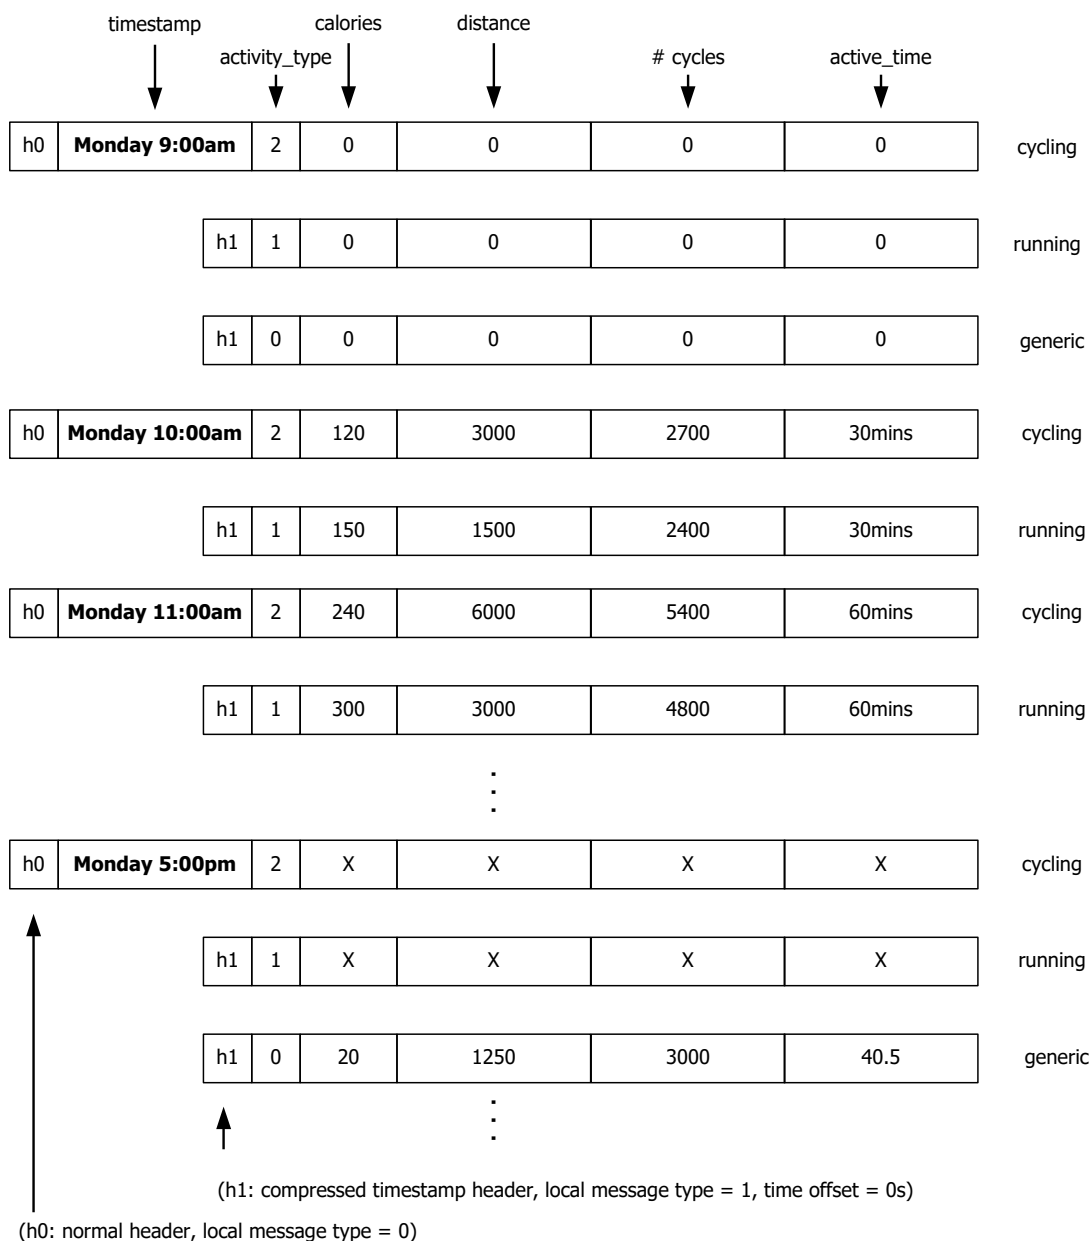 timestamp calories distance
activity_type # cycles active_time
h0 Monday 9:00am 2 0 0 0 0 cycling
h1 1 0 0 0 0 running
h1 0 0 0 0 0 generic
h0 Monday 10:00am 2 120 3000 2700 30mins cycling
h1 1 150 1500 2400 30mins running
h0 Monday 11:00am 2 240 6000 5400 60mins cycling
h1 1 300 3000 4800 60mins running
h0 Monday 5:00pm 2 X X X X cycling
h1 1 X X X X running
h1 0 20 1250 3000 40.5 generic
(h1: compressed timestamp header, local message type = 1, time offset = 0s)
(h0: normal header, local message type = 0)